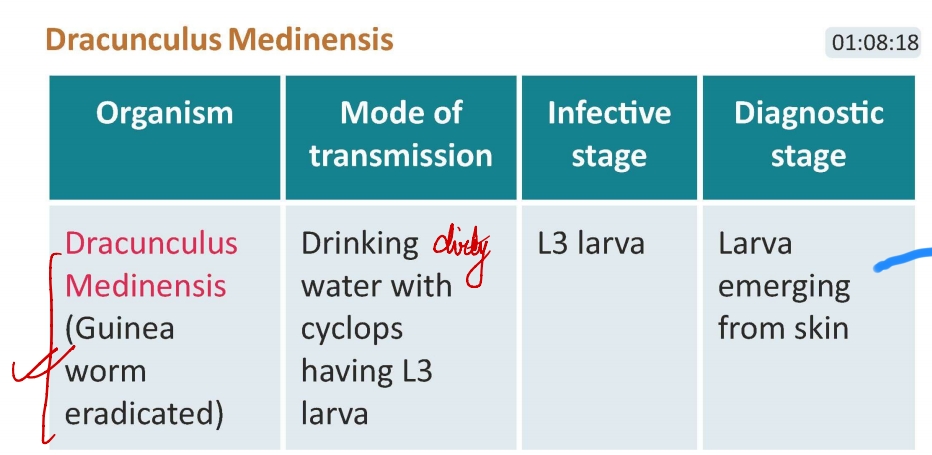 Dracunculus Medinensis
01:08:18
Organism
Mode of
transmission
Infective
stage
Diagnostic
stage
Dracunculus
Medinensis
(Guinea
worm
eradicated)
Drinking dirty
water with
cyclops
having L3
larva
L3 larva
Larva
emerging
from skin